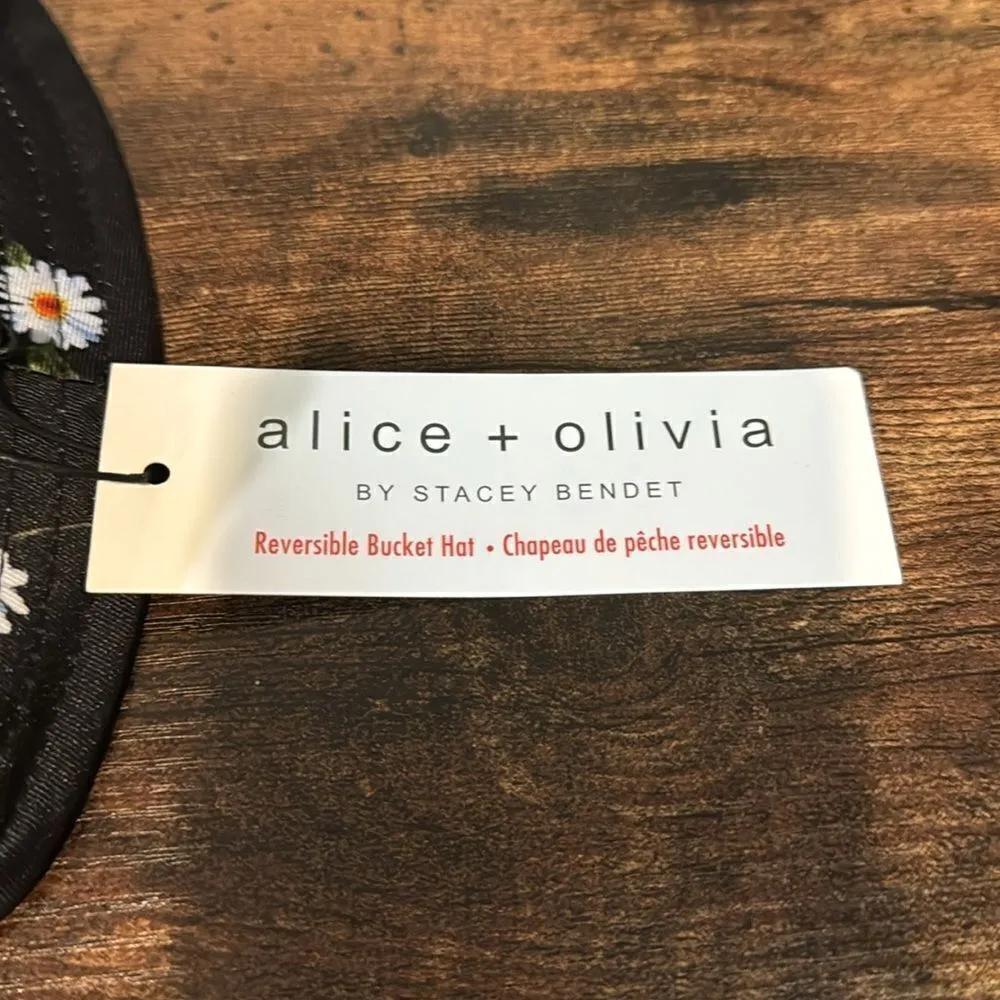 alice + olivia
BY STACEY BENDET
Reversible Bucket Hat • Chapeau de pêche reversible